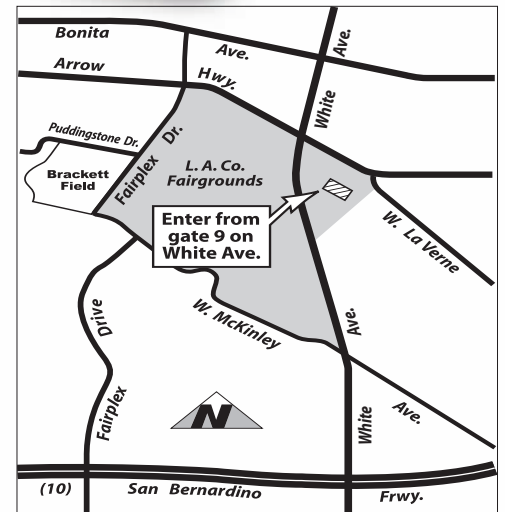 Bonita
Ave.
Ave.
Arrow
Hwy.
White
Puddingstone Dr.
Dr.
Fairplex
L. A. Co.
Fairgrounds
Brackett
Field
Enter from
gate 9 on
White Ave.
W. La Verne
Drive
Fairplex
W. McKinley
Ave.
Ave.
White
N
(10)
San Bernardino
Frwy.